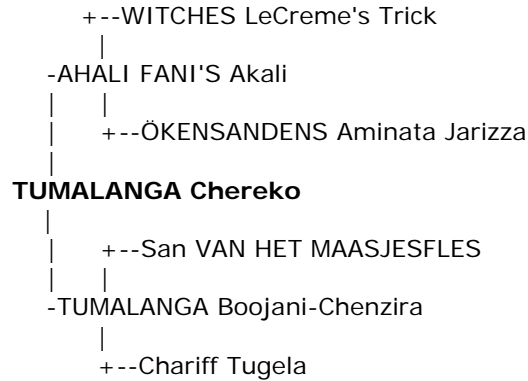 +--WITCHES LeCreme's Trick
|
-AHALI FANI'S Akali
| |
| +--ÖKENSANDENS Aminata Jarizza
|
TUMALANGA Chereko
|
| +--San VAN HET MAASJESFLES
| |
-TUMALANGA Boojani-Chenzira
|
+--Chariff Tugela